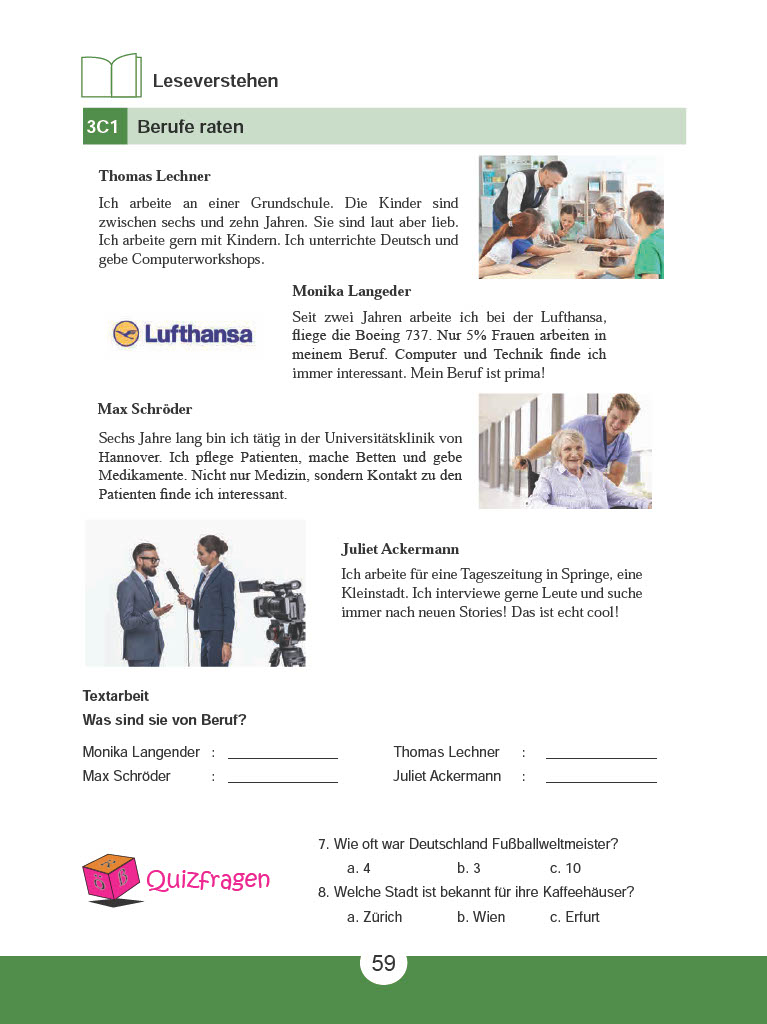 Leseverstehen
3C1 Berufe raten
Thomas Lechner
Ich arbeite an einer Grundschule. Die Kinder sind
zwischen sechs und zehn Jahren. Sie sind laut aber lieb.
Ich arbeite gern mit Kindern. Ich unterrichte Deutsch und
gebe Computerworkshops.
Monika Langeder
Seit zwei Jahren arbeite ich bei der Lufthansa,
fliege die Boeing 737. Nur 5% Frauen arbeiten in
meinem Beruf. Computer und Technik finde ich
immer interessant. Mein Beruf ist prima!
Lufthansa
Max Schröder
Sechs Jahre lang bin ich tätig in der Universitätsklinik von
Hannover. Ich pflege Patienten, mache Betten und gebe
Medikamente. Nicht nur Medizin, sondern Kontakt zu den
Patienten finde ich interessant.
Juliet Ackermann
Ich arbeite für eine Tageszeitung in Springe, eine
Kleinstadt. Ich interviewe gerne Leute und suche
immer nach neuen Stories! Das ist echt cool!
Textarbeit
Was sind sie von Beruf?
Monika Langender : Thomas Lechner :
Max Schröder : Juliet Ackermann :
Quizfragen
7. Wie oft war Deutschland Fußballweltmeister?
a. 4 b. 3 c. 10
8. Welche Stadt ist bekannt für ihre Kaffeehäuser?
a. Zürich b. Wien c. Erfurt
59